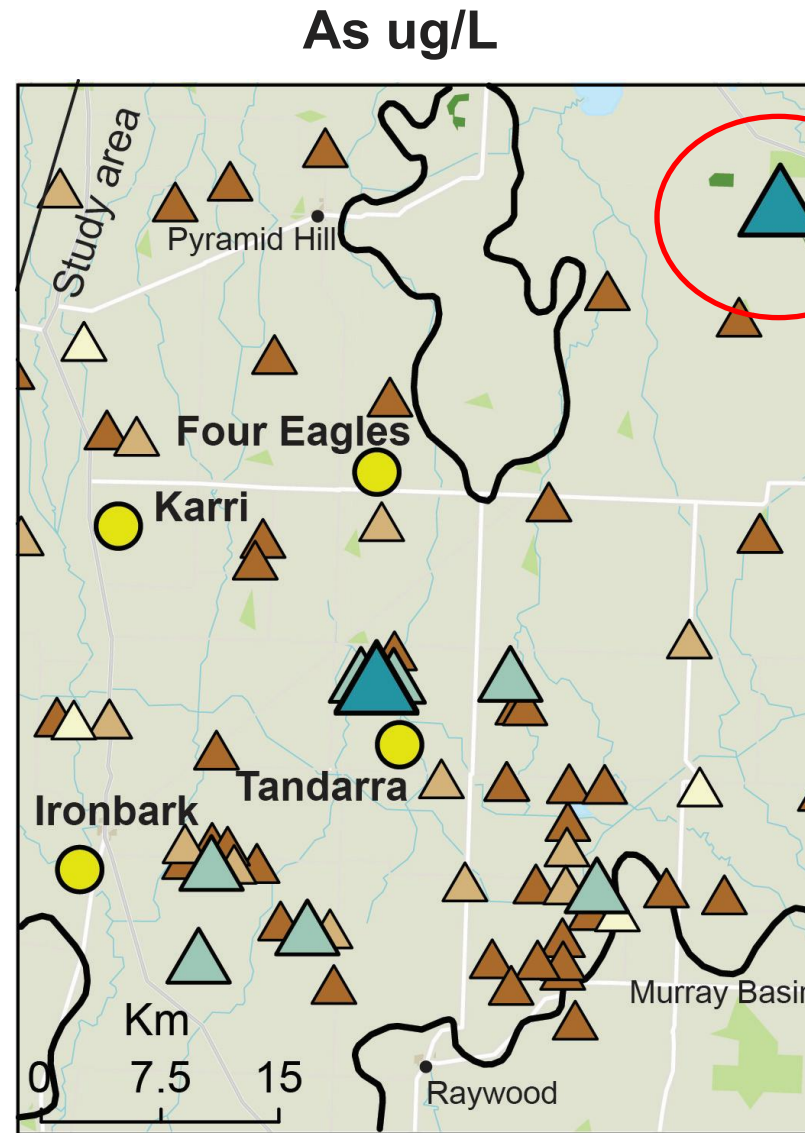 As ug/L
Study area
Pyramid Hill
Four Eagles
Karri
Tandarra
Ironbark
Murray Basin
Km
0 7.5 15
Raywood